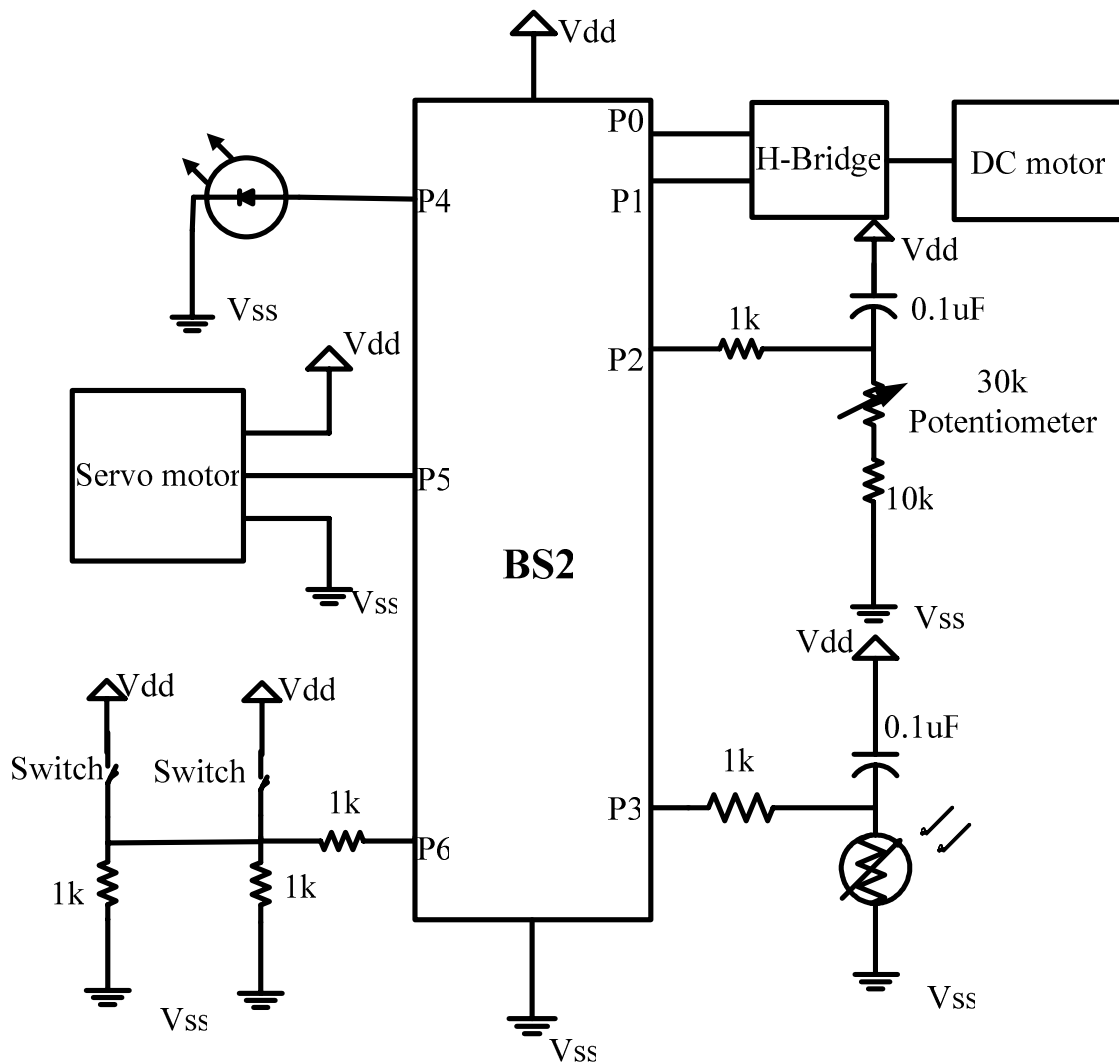 Vdd
P0
H-Bridge
DC motor
P1
P4
Vdd
Vss
0.1uF
1k
Vdd
P2
30k
Potentiometer
Servo motor
P5
10k
BS2
Vss
Vss
Vdd
Vdd
Vdd
0.1uF
Switch
Switch
1k
1k
P3
P6
1k
1k
Vss
Vss
Vss